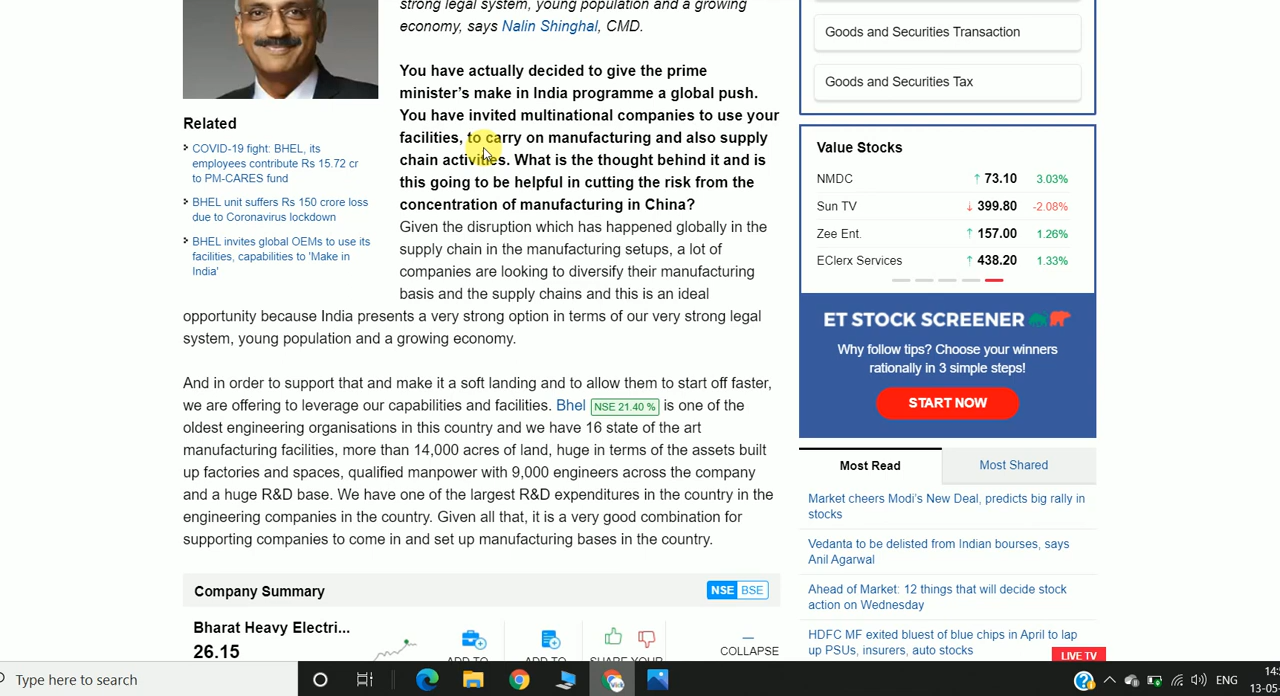 strong legal system, young population and a growing
economy, says Nalin Shinghal, CMD.
You have actually decided to give the prime
minister's make in India programme a global push.
You have invited multinational companies to use your
facilities, to carry on manufacturing and also supply
chain activities. What is the thought behind it and is
this going to be helpful in cutting the risk from the
concentration of manufacturing in China?
Related
COVID-19 fight: BHEL, its
employees contribute Rs 15.72 cr
to PM-CARES fund
BHEL unit suffers Rs 150 crore loss
due to Coronavirus lockdown
BHEL invites global OEMs to use its
facilities, capabilities to 'Make in
India'
Given the disruption which has happened globally in the
supply chain in the manufacturing setups, a lot of
companies are looking to diversify their manufacturing
basis and the supply chains and this is an ideal
opportunity because India presents a very strong option in terms of our very strong legal
system, young population and a growing economy.
And in order to support that and make it a soft landing and to allow them to start off faster,
we are offering to leverage our capabilities and facilities. Bhel NSE 21.40 % is one of the
oldest engineering organisations in this country and we have 16 state of the art
manufacturing facilities, more than 14,000 acres of land, huge in terms of the assets built
up factories and spaces, qualified manpower with 9,000 engineers across the company
and a huge R&D base. We have one of the largest R&D expenditures in the country in the
engineering companies in the country. Given all that, it is a very good combination for
supporting companies to come in and set up manufacturing bases in the country.
Company Summary NSE BSE
Bharat Heavy Electri...
26.15
COLLAPSE
Goods and Securities Transaction
Goods and Securities Tax
Value Stocks
NMDC ↑ 73.10 3.03%
Sun TV ↓ 399.80 -2.08%
Zee Ent. ↑ 157.00 1.26%
EClerx Services ↑ 438.20 1.33%
ET STOCK SCREENER
Why follow tips? Choose your winners
rationally in 3 simple steps!
START NOW
Most Read Most Shared
Market cheers Modi's New Deal, predicts big rally in
stocks
Vedanta to be delisted from Indian bourses, says
Anil Agarwal
Ahead of Market: 12 things that will decide stock
action on Wednesday
HDFC MF exited bluest of blue chips in April to lap
up PSUs, insurers, auto stocks
LIVE TV
Type here to search
ENG
13-05